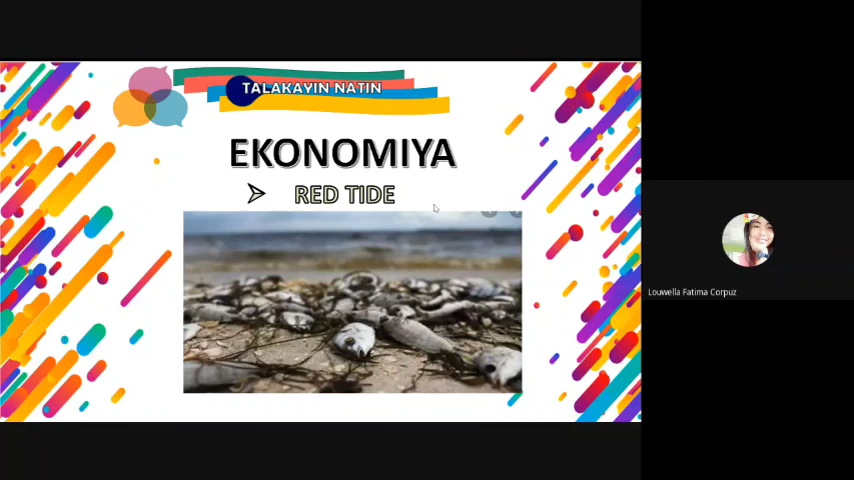 TALAKAYIN NATIN
EKONOMIYA
RED TIDE
Louwella Fatima Corpuz